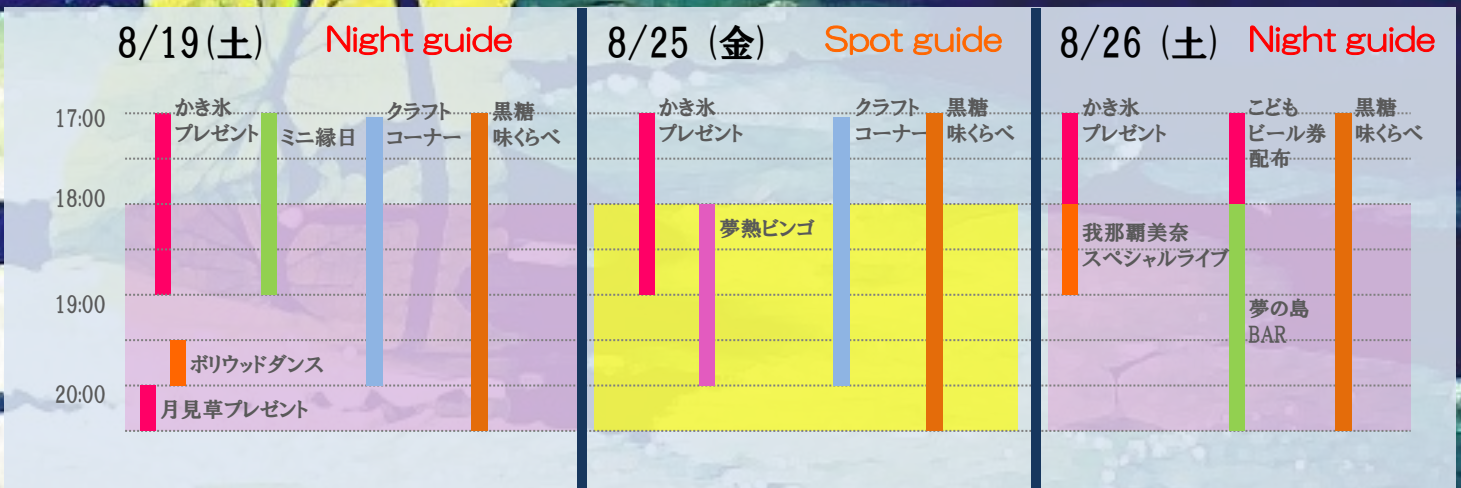 8/19(土) Night guide
17:00
18:00
19:00
20:00
かき氷
プレゼント
ミニ縁日
クラフト
コーナー
黒糖
味くらべ
ボリウッドダンス
月見草プレゼント
8/25 (金) Spot guide
かき氷
プレゼント
夢熱ビンゴ
クラフト
コーナー
黒糖
味くらべ
8/26 (土) Night guide
かき氷
プレゼント
こども
ビール券
配布
黒糖
味くらべ
我那覇美奈
スペシャルライブ
夢の島
BAR